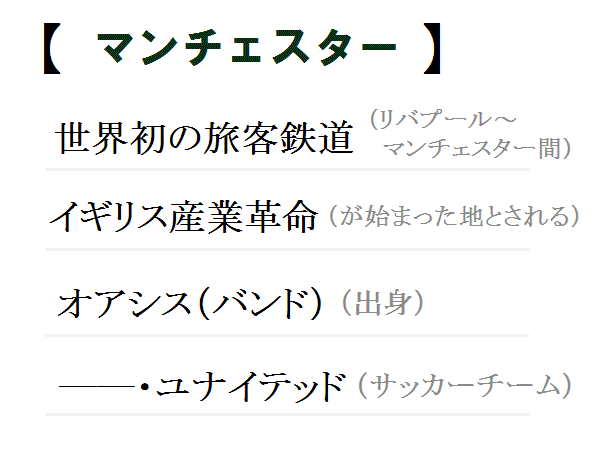 【 マンチェスター 】
世界初の旅客鉄道 （リバプール～
マンチェスター間）
イギリス産業革命 （が始まった地とされる）
オアシス（バンド） （出身）
───・ユナイテッド （サッカーチーム）